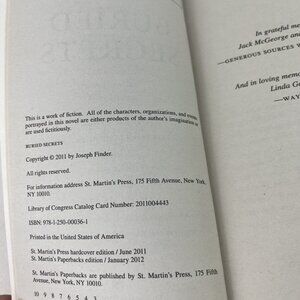 This is a work of fiction. All of the characters, organizations, and events
portrayed in this novel are either products of the author's imagination or
are used fictitiously.
BURIED SECRETS
Copyright © 2011 by Joseph Finder.
All rights reserved.
For information address St. Martin's Press, 175 Fifth Avenue, New York,
NY 10010.
Library of Congress Catalog Card Number: 2011004443
ISBN: 978-1-250-00036-1
Printed in the United States of America
St. Martin's Press hardcover edition / June 2011
St. Martin's Paperbacks edition / January 2012
St. Martin's Paperbacks are published by St. Martin's Press, 175 Fifth
Avenue, New York, NY 10010.
10 9 8 7 6 5 4 3
In grateful me
Jack McGeorge and
—GENEROUS SOURCES W
And in loving memo
Linda G
—WAY